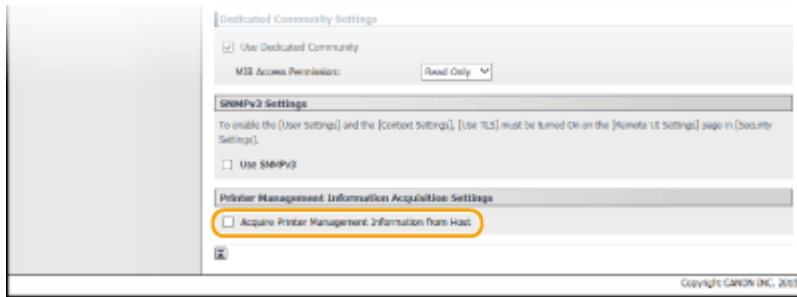 Dedicated Community Settings
Use Dedicated Community
MIB Access Permission: Read Only
SNMPv3 Settings
To enable the [User Settings] and the [Context Settings], [Use TLS] must be turned On on the [Remote UI Settings] page in [Security
Settings].
Use SNMPv3
Printer Management Information Acquisition Settings
Acquire Printer Management Information from Host
Copyright CANON INC. 2015